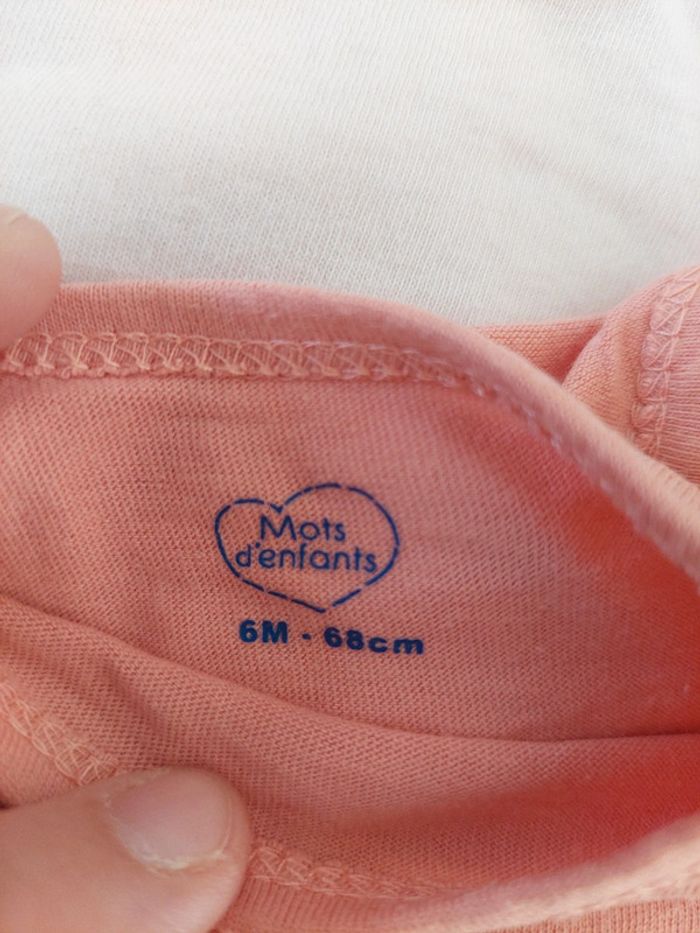 Mots
d'enfants
6M - 68cm